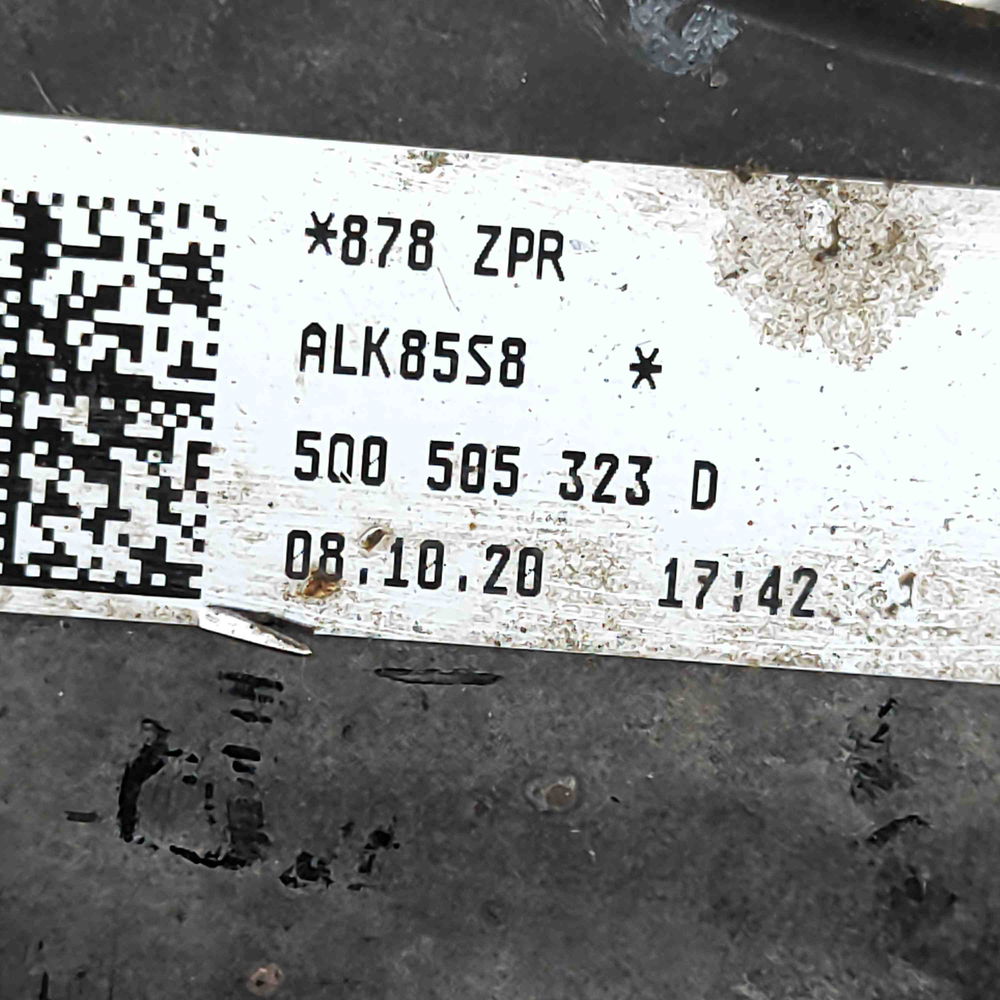 *878 ZPR
ALK85S8 *
5Q0 505 323 D
08.10.20 17:42